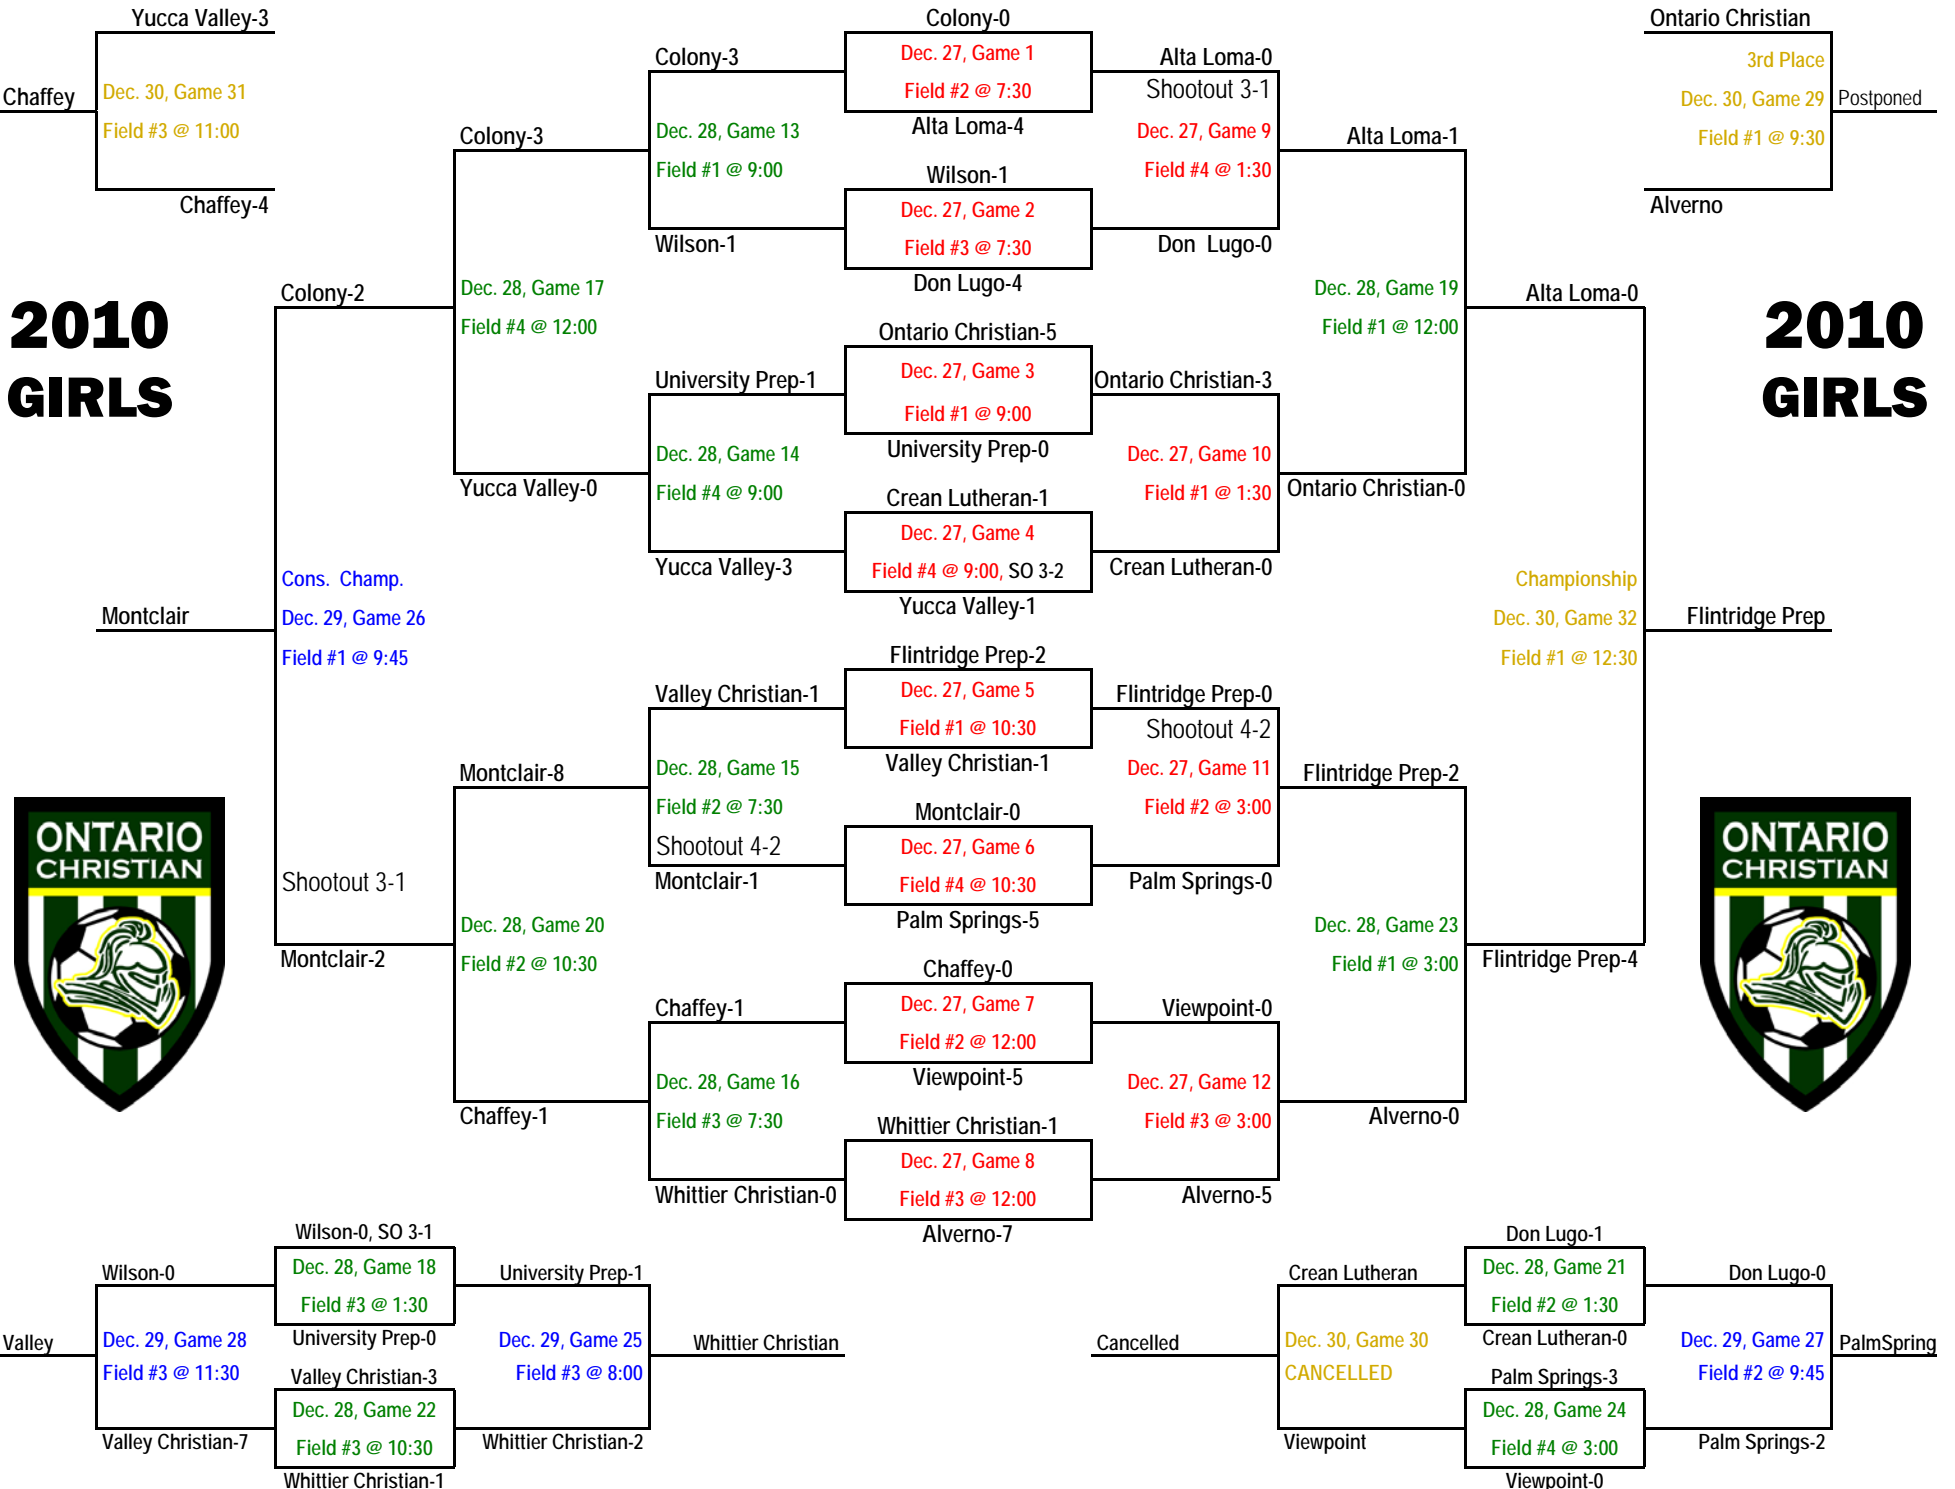 Yucca Valley-3
Chaffey
Dec. 30, Game 31
Field #3 @ 11:00
Chaffey-4
2010
GIRLS
Colony-2
Montclair
Cons. Champ.
Dec. 29, Game 26
Field #1 @ 9:45
Shootout 3-1
Montclair-2
ONTARIO
CHRISTIAN
Colony-3
Dec. 28, Game 17
Field #4 @ 12:00
Yucca Valley-0
Montclair-8
Dec. 28, Game 20
Field #2 @ 10:30
Chaffey-1
Colony-3
Dec. 28, Game 13
Field #1 @ 9:00
Wilson-1
University Prep-1
Dec. 28, Game 14
Field #4 @ 9:00
Yucca Valley-3
Valley Christian-1
Dec. 28, Game 15
Field #2 @ 7:30
Shootout 4-2
Montclair-1
Chaffey-1
Dec. 28, Game 16
Field #3 @ 7:30
Whittier Christian-0
Colony-0
Dec. 27, Game 1
Field #2 @ 7:30
Alta Loma-4
Wilson-1
Dec. 27, Game 2
Field #3 @ 7:30
Don Lugo-4
Ontario Christian-5
Dec. 27, Game 3
Field #1 @ 9:00
University Prep-0
Crean Lutheran-1
Dec. 27, Game 4
Field #4 @ 9:00, SO 3-2
Yucca Valley-1
Flintridge Prep-2
Dec. 27, Game 5
Field #1 @ 10:30
Valley Christian-1
Montclair-0
Dec. 27, Game 6
Field #4 @ 10:30
Palm Springs-5
Chaffey-0
Dec. 27, Game 7
Field #2 @ 12:00
Viewpoint-5
Whittier Christian-1
Dec. 27, Game 8
Field #3 @ 12:00
Alverno-7
Alta Loma-0
Shootout 3-1
Dec. 27, Game 9
Field #4 @ 1:30
Don  Lugo-0
Ontario Christian-3
Dec. 27, Game 10
Field #1 @ 1:30
Crean Lutheran-0
Flintridge Prep-0
Shootout 4-2
Dec. 27, Game 11
Field #2 @ 3:00
Palm Springs-0
Viewpoint-0
Dec. 27, Game 12
Field #3 @ 3:00
Alverno-5
Alta Loma-1
Dec. 28, Game 19
Field #1 @ 12:00
Ontario Christian-0
Flintridge Prep-2
Dec. 28, Game 23
Field #1 @ 3:00
Alverno-0
Alta Loma-0
Championship
Dec. 30, Game 32
Field #1 @ 12:30
Flintridge Prep-4
Flintridge Prep
Ontario Christian
3rd Place
Dec. 30, Game 29
Field #1 @ 9:30
Postponed
Alverno
2010
GIRLS
ONTARIO
CHRISTIAN
Wilson-0, SO 3-1
Wilson-0
Dec. 28, Game 18
Field #3 @ 1:30
University Prep-1
University Prep-0
Valley
Dec. 29, Game 28
Field #3 @ 11:30
Dec. 29, Game 25
Field #3 @ 8:00
Whittier Christian
Valley Christian-3
Dec. 28, Game 22
Field #3 @ 10:30
Valley Christian-7
Whittier Christian-2
Whittier Christian-1
Don Lugo-1
Crean Lutheran
Dec. 28, Game 21
Field #2 @ 1:30
Don Lugo-0
Crean Lutheran-0
Cancelled
Dec. 30, Game 30
CANCELLED
Dec. 29, Game 27
Field #2 @ 9:45
PalmSpring
Palm Springs-3
Dec. 28, Game 24
Field #4 @ 3:00
Viewpoint
Palm Springs-2
Viewpoint-0